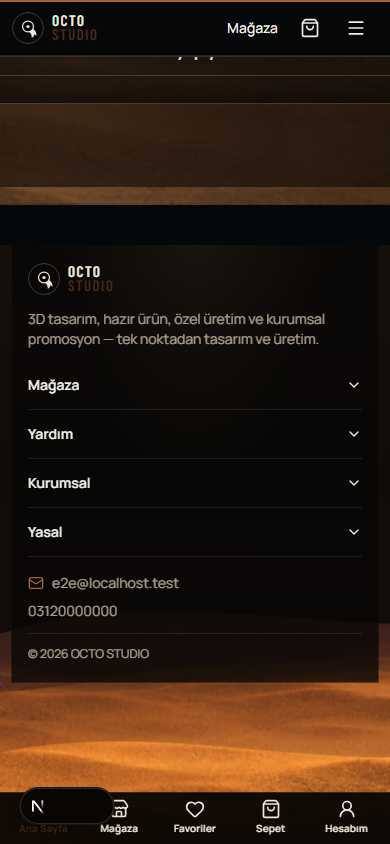 OCTO
STUDIO
Mağaza
OCTO
STUDIO
3D tasarım, hazır ürün, özel üretim ve kurumsal
promosyon — tek noktadan tasarım ve üretim.
Mağaza
Yardım
Kurumsal
Yasal
e2e@localhost.test
03120000000
© 2026 OCTO STUDIO
N
Ana Sayfa
Mağaza
Favoriler
Sepet
Hesabım